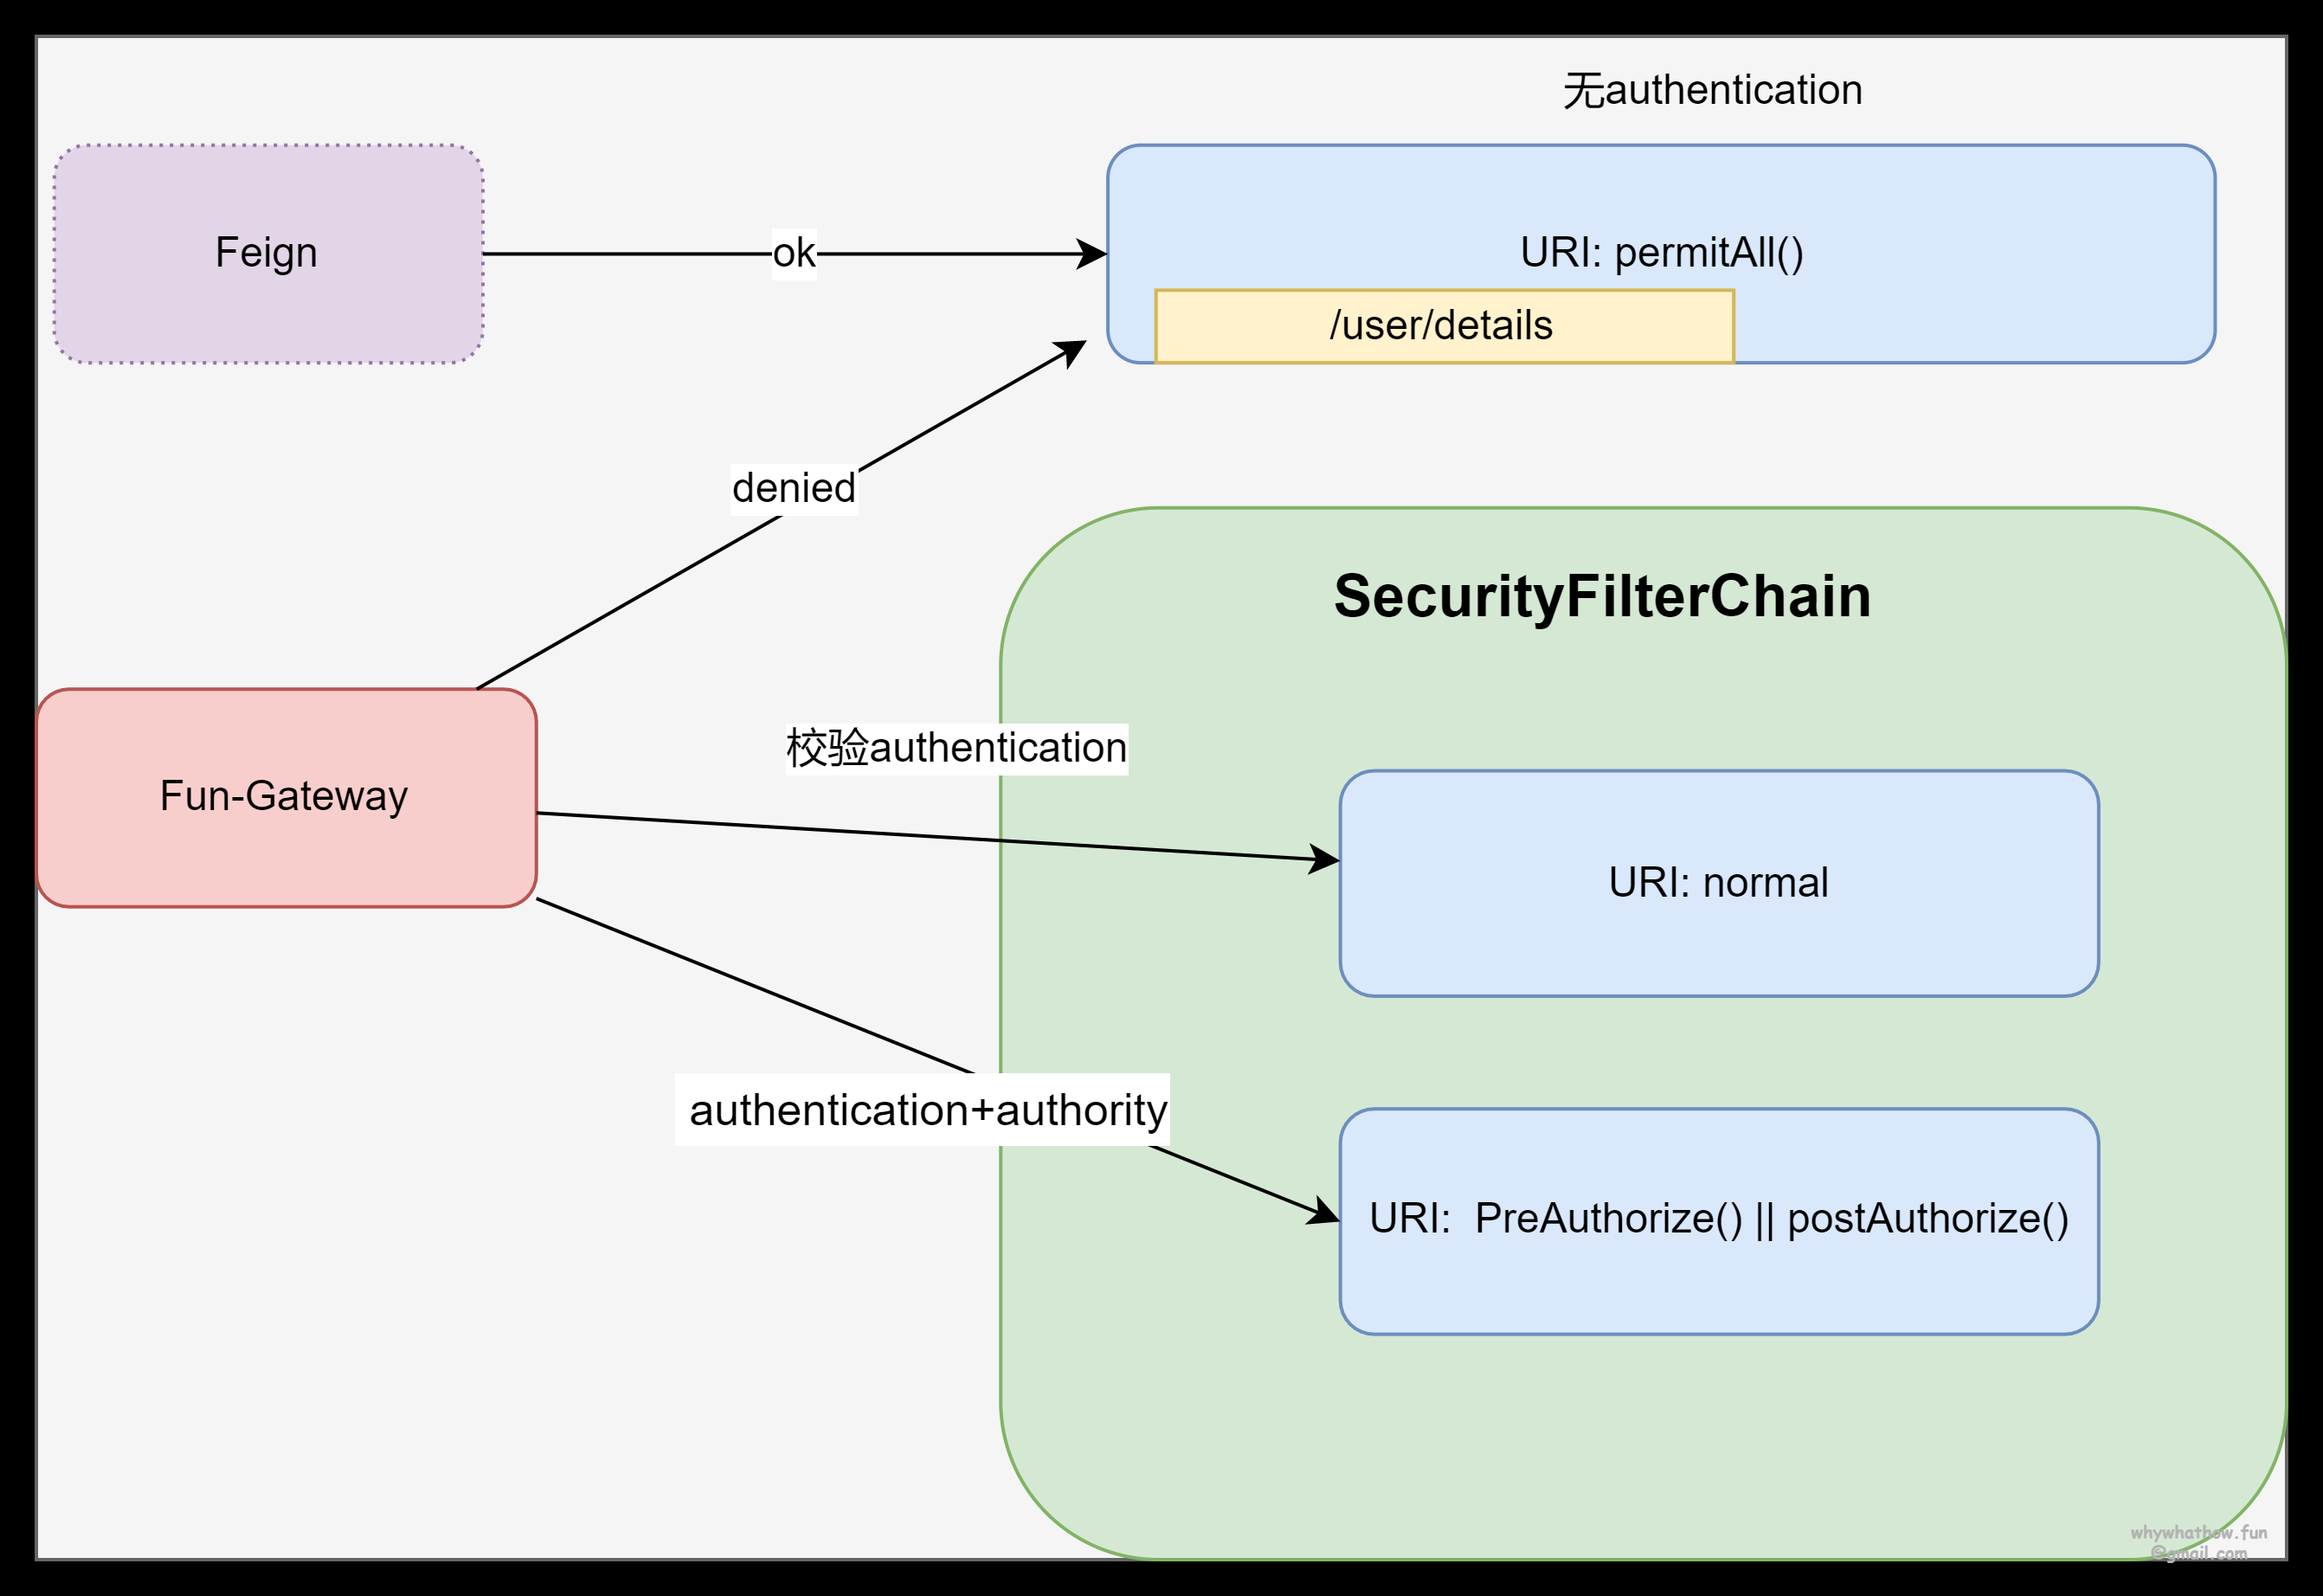 无authentication
Feign
ok
URI: permitAll()
/user/details
denied
SecurityFilterChain
校验authentication
Fun-Gateway
URI: normal
authentication+authority
URI:  PreAuthorize() || postAuthorize()
whywhathow.fun
@gmail.com